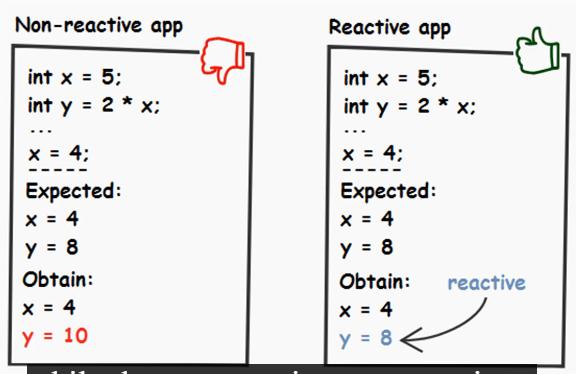 Non-reactive app
int x = 5;
int y = 2 * x;
...
x = 4;
Expected:
x = 4
y = 8
Obtain:
x = 4
y = 10
Reactive app
int x = 5;
int y = 2 * x;
...
x = 4;
Expected:
x = 4
y = 8
Obtain:
reactive
x = 4
y = 8